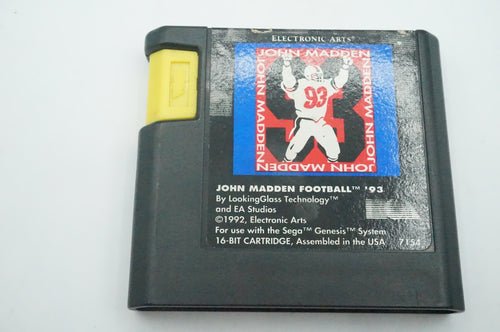 ELECTRONIC ARTS®
JOHN MADDEN
JOHN MADDEN
JOHN MADDEN
93
93
JOHN MADDEN
JOHN MADDEN FOOTBALL™ '93
By LookingGlass Technology™
and EA Studios
©1992, Electronic Arts
For use with the Sega™ Genesis™ System
16-BIT CARTRIDGE, Assembled in the USA 7154